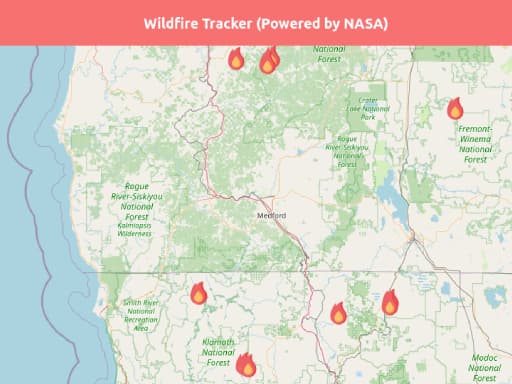 Wildfire Tracker (Powered by NASA)
National
Forest
Crater
Lake National
Park
Fremont-
Winema
National
Forest
Rogue
River-Siskiyou
National
Forest
Rogue
River-Siskiyou
National
Forest
Kalmiopsis
Wilderness
Medford
Smith River
National
Recreation
Area
Klamath
National
Forest
Modoc
National
Forest